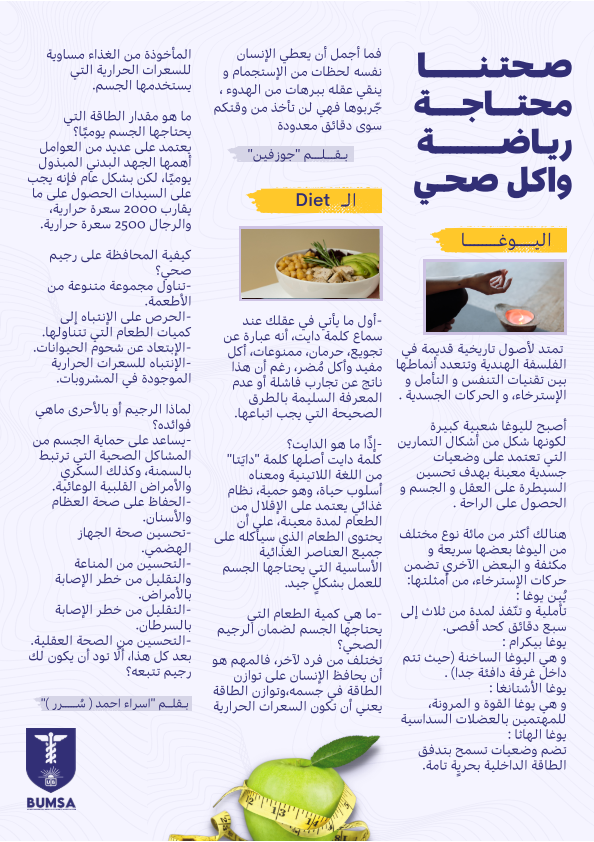 صحتنا
محتاجة
رياضة
واكل صحي
اليوغا
تمتد لأصول تاريخية قديمة في
الفلسفة الهندية وتتعدد أنماطها
بين تقنيات التنفس و التأمل و
الإسترخاء، و الحركات الجسدية .
أصبح لليوغا شعبية كبيرة
لكونها شكل من أشكال التمارين
التي تعتمد على وضعيات
جسدية معينة بهدف تحسين
السيطرة على العقل و الجسم و
الحصول على الراحة .
هنالك أكثر من مائة نوع مختلف
من اليوغا بعضها سريعة و
مكثفة و البعض الآخرى تضمن
حركات الإسترخاء، من أمثلتها:
يُين يوغا :
تأملية و تنّفذ لمدة من ثلاث إلى
سبع دقائق كحد أقصى.
يوغا بيكرام :
و هي اليوغا الساخنة (حيث تتم
داخل غرفة دافئة جدا) .
يوغا الأشتانغا :
و هي يوغا القوة و المرونة،
للمهتمين بالعضلات السداسية
يوغا الهاثا :
تضم وضعيات تسمح بتدفق
الطاقة الداخلية بحريةٍ تامة.
فما أجمل أن يعطي الإنسان
نفسه لحظات من الإستجمام و
ينقي عقله ببرهات من الهدوء ،
جّربوها فهي لن تأخذ من وقتكم
سوى دقائق معدودة
بقلم "جوزفين"
الـ Diet
-أول ما يأتي في عقلك عند
سماع كلمة دايت، أنه عبارة عن
تجويع، حرمان، ممنوعات، أكل
مفيد وأكل مُضر، رغم أن هذا
ناتج عن تجارب فاشلة أو عدم
المعرفة السليمة بالطرق
الصحيحة التي يجب اتباعها.
-إذًا ما هو الدايت؟
كلمة دايت أصلها كلمة "دايَتا"
من اللغة اللاتينية ومعناه
أسلوب حياة، وهو حمية، نظام
غذائي يعتمد على الإقلال من
الطعام لمدة معينة، على أن
يحتوى الطعام الذي سيأكله على
جميع العناصر الغذائية
الأساسية التي يحتاجها الجسم
للعمل بشكلٍ جيد.
-ما هي كمية الطعام التي
يحتاجها الجسم لضمان الرجيم
الصحي؟
تختلف من فرد لآخر، فالمهم هو
أن يحافظ الإنسان على توازن
الطاقة في جسمه،وتوازن الطاقة
يعني أن تكون السعرات الحرارية
المأخوذة من الغذاء مساوية
للسعرات الحرارية التي
يستخدمها الجسم.
ما هو مقدار الطاقة التي
يحتاجها الجسم يوميًا؟
يعتمد على عديد من العوامل
أهمها الجهد البدني المبذول
يوميًا، لكن بشكل عام فإنه يجب
على السيدات الحصول على ما
يقارب 2000 سعرة حرارية،
والرجال 2500 سعرة حرارية.
كيفية المحافظة على رجيم
صحي؟
-تناول مجموعة متنوعة من
الأطعمة.
-الحرص على الإنتباه إلى
كميات الطعام التي تتناولها.
-الإبتعاد عن شحوم الحيوانات.
-الإنتباه للسعرات الحرارية
الموجودة في المشروبات.
لماذا الرجيم أو بالأحرى ماهي
فوائده؟
-يساعد على حماية الجسم من
المشاكل الصحية التي ترتبط
بالسمنة، وكذلك السكري
والأمراض القلبية الوعائية.
-الحفاظ على صحة العظام
والأسنان.
-تحسين صحة الجهاز
الهضمي.
-التحسين من المناعة
والتقليل من خطر الإصابة
بالأمراض.
-التقليل من خطر الإصابة
بالسرطان.
-التحسين من الصحة العقلية.
بعد كل هذا، ألّا تود أن يكون لك
رجيم تتبعه؟
بقلم "اسراء احمد ( سُرر )"
BUMSA